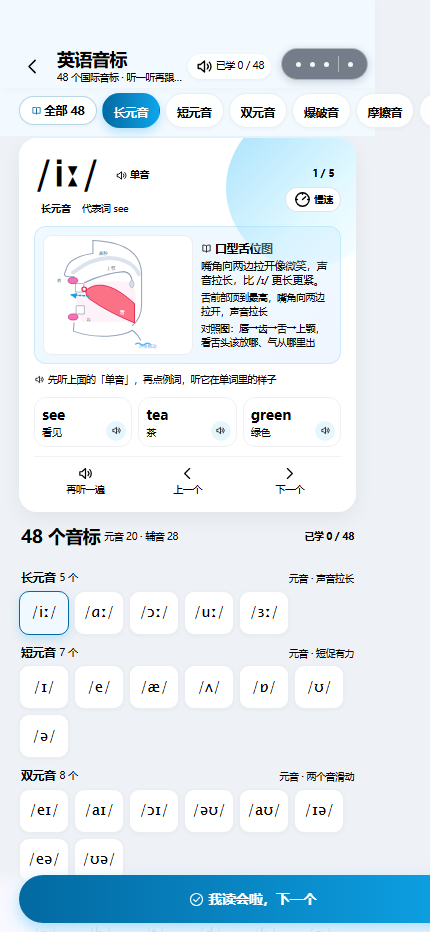 英语音标
48 个国际音标 · 听一听再跟...
已学 0 / 48
全部 48
长元音
短元音
双元音
爆破音
摩擦音
/iː/
单音
1 / 5
慢速
长元音 代表词 see
口型舌位图
嘴角向两边拉开像微笑，声
音拉长，比 /ɪ/ 更长更紧。
舌前部顶到最高，嘴角向两边
拉开，声音拉长
对照图：唇→齿→舌→上颚，
看舌头该放哪、气从哪里出
先听上面的「单音」，再点例词，听它在单词里的样子
see
看见
tea
茶
green
绿色
再听一遍
上一个
下一个
48 个音标 元音 20 · 辅音 28
已学 0 / 48
长元音 5 个
元音 · 声音拉长
/iː/ /ɑː/ /ɔː/ /uː/ /ɜː/
短元音 7 个
元音 · 短促有力
/ɪ/ /e/ /æ/ /ʌ/ /ɒ/ /ʊ/
/ə/
双元音 8 个
元音 · 两个音滑动
/eɪ/ /aɪ/ /ɔɪ/ /əʊ/ /aʊ/ /ɪə/
/eə/ /ʊə/
我读会啦，下一个